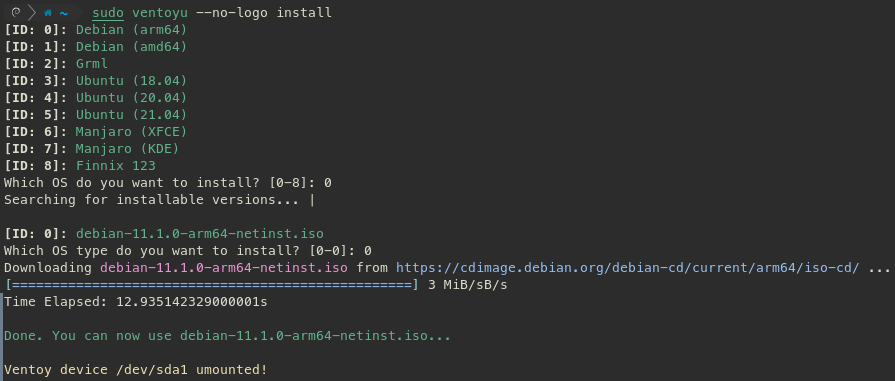 ~ sudo ventoyu --no-logo install
[ID: 0]: Debian (arm64)
[ID: 1]: Debian (amd64)
[ID: 2]: Grml
[ID: 3]: Ubuntu (18.04)
[ID: 4]: Ubuntu (20.04)
[ID: 5]: Ubuntu (21.04)
[ID: 6]: Manjaro (XFCE)
[ID: 7]: Manjaro (KDE)
[ID: 8]: Finnix 123
Which OS do you want to install? [0-8]: 0
Searching for installable versions... |
[ID: 0]: debian-11.1.0-arm64-netinst.iso
Which OS type do you want to install? [0-0]: 0
Downloading debian-11.1.0-arm64-netinst.iso from https://cdimage.debian.org/debian-cd/current/arm64/iso-cd/ ...
[==================================================] 3 MiB/sB/s
Time Elapsed: 12.935142329000001s
Done. You can now use debian-11.1.0-arm64-netinst.iso...
Ventoy device /dev/sda1 umounted!